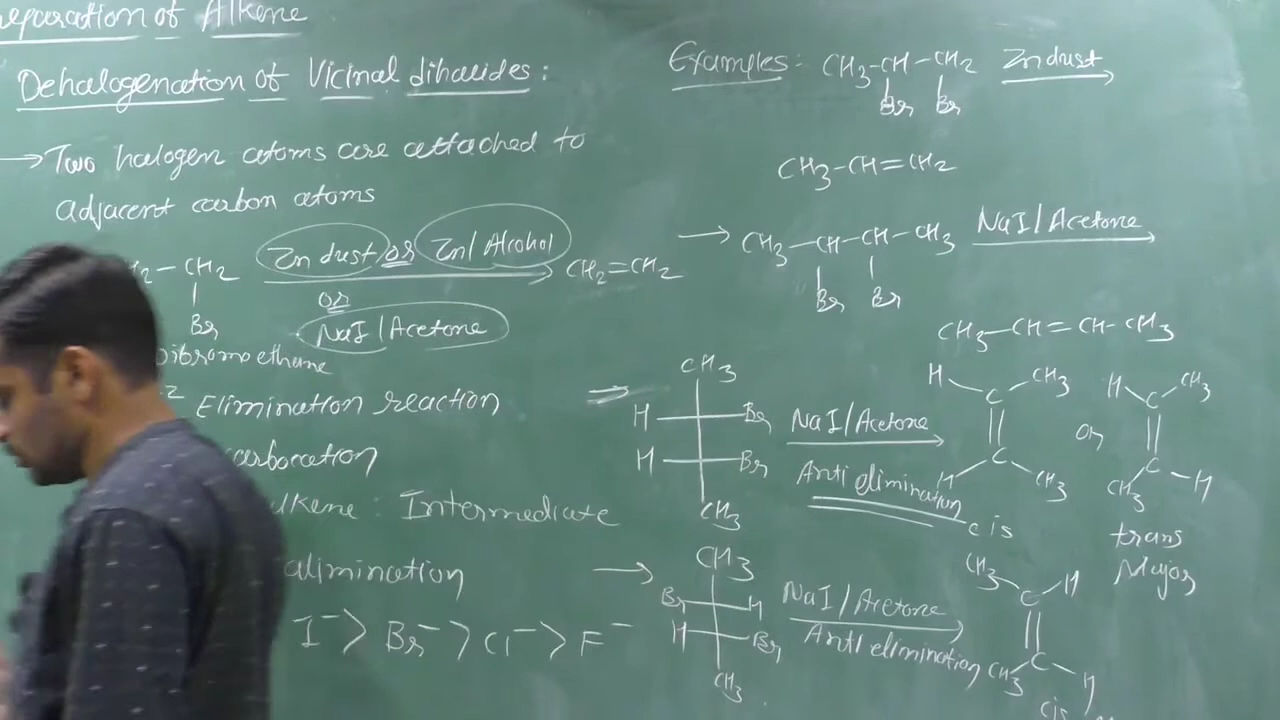 Preparation of Alkene
Dehalogenation of Vicinal dihalides :
→ Two halogen atoms are attached to
adjacent carbon atoms
CH2
Br
Zn dust or Zn/Alcohol
or
NaI/Acetone
CH2=CH2
Dibromoethane
Elimination reaction
carbocation
alkene : Intermediate
alimination
I⁻ > Br⁻ > Cl⁻ > F⁻
Examples: CH3-CH-CH2 Zn dust
Br Br
CH3-CH=CH2
→ CH3-CH-CH-CH3 NaI/Acetone
Br Br
CH3-CH=CH-CH3
CH3
H Br
H Br
CH3
NaI/Acetone
Anti elimination
H C CH3
H C CH3
cis
Or
H C CH3
CH3 C H
trans
Major
→ CH3
Br H
H Br
CH3
NaI/Acetone
Anti elimination
CH3 C H
CH3 C H
cis